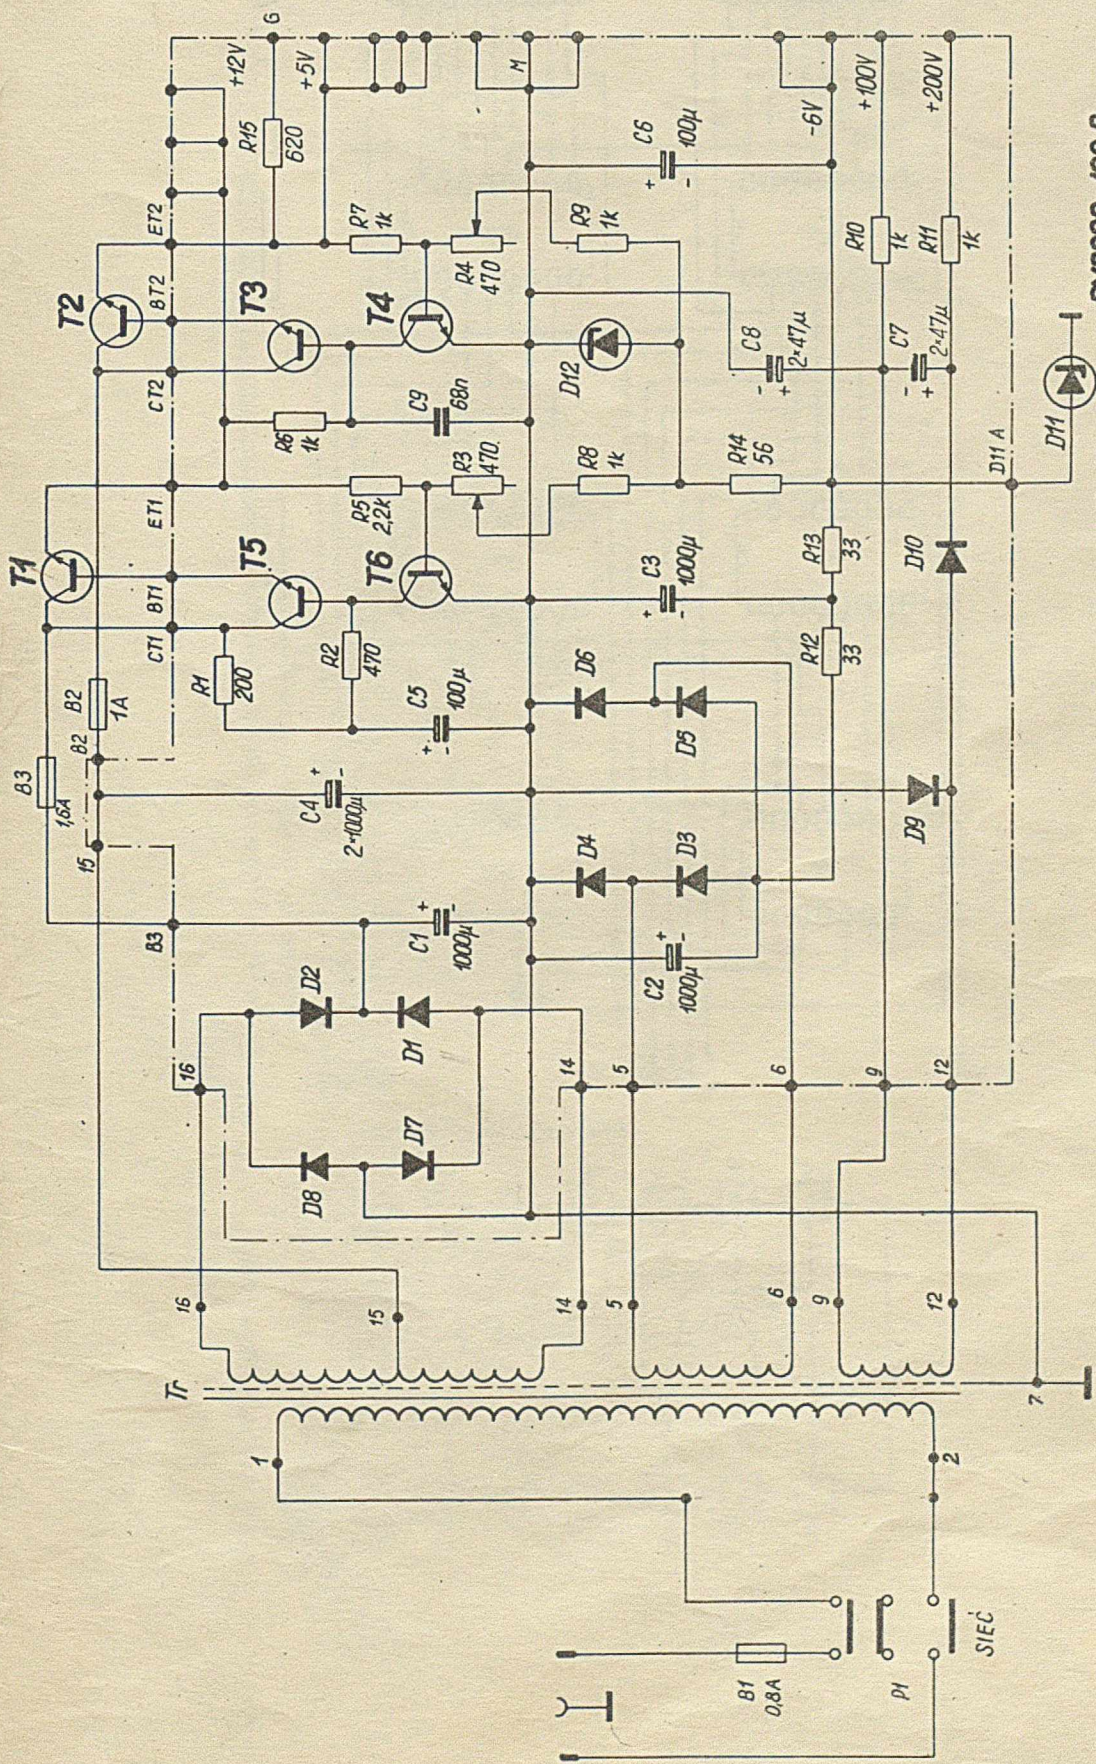 T1
T2
B3
1,6A
B2
1A
15
B2
B3
CT1
BT1
ET1
CT2
BT2
ET2
+12V
G
R1
200
T5
T3
R6
1k
R15
620
+5V
16
D2
D1
C4
2×1000µ
R2
470
R5
2,2k
T6
T4
R7
1k
C1
1000µ
C5
100µ
R3
470
C9
68n
R4
470
M
D8
D7
14
16
15
14
Tr
5
6
9
12
5
6
9
12
D4
D3
C2
1000µ
D6
D5
C3
1000µ
R8
1k
D12
R9
1k
C6
100µ
R12
33
R13
33
R14
56
-6V
C8
2×47µ
R10
1k
+100V
D9
D10
C7
2×47µ
R11
1k
+200V
D11 A
D11
1
2
7
B1
0,8A
P1
SIEĆ